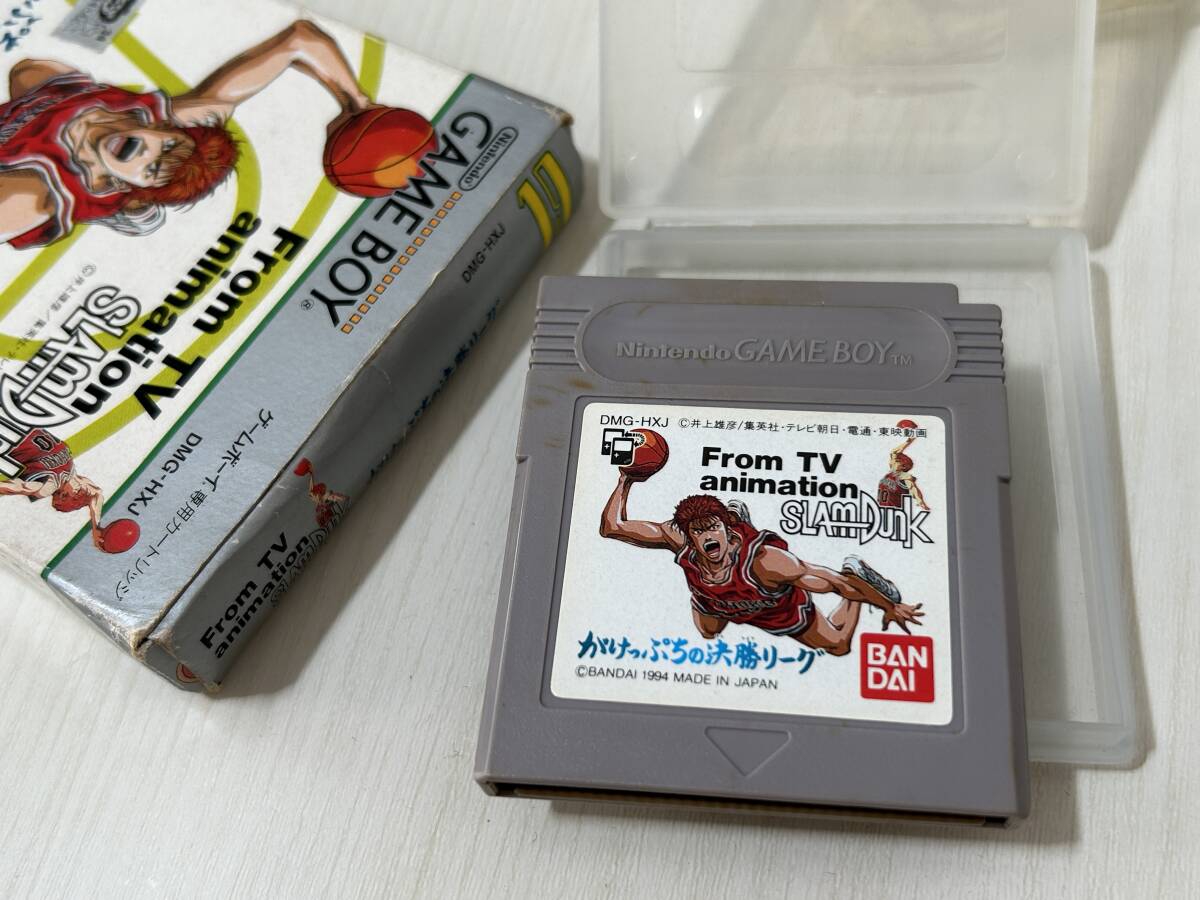 Nintendo GAME BOY™
DMG-HXJ ©井上雄彦/集英社・テレビ朝日・電通・東映動画
From TV
animation
SLAM DUNK
がけっぷちの決勝リーグ
©BANDAI 1994 MADE IN JAPAN
BAN
DAI
Nintendo
GAME BOY®
ゲームボーイ専用カートリッジ
DMG-HXJ
From TV
animation
SLAM
DMG-HXJ
From TV
animation